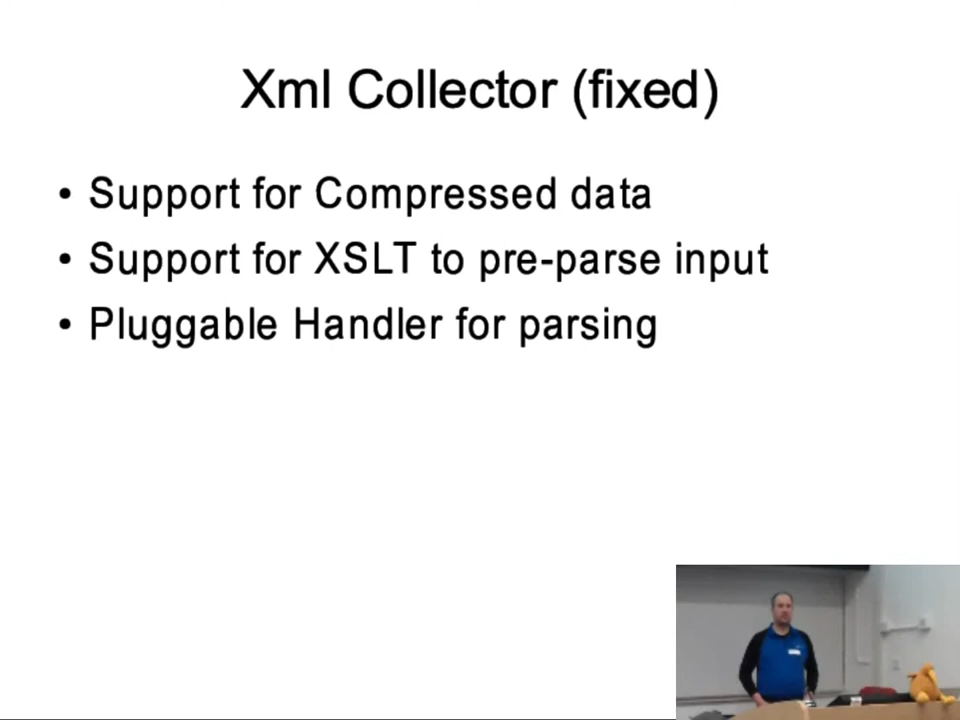 Xml Collector (fixed)
• Support for Compressed data
• Support for XSLT to pre-parse input
• Pluggable Handler for parsing